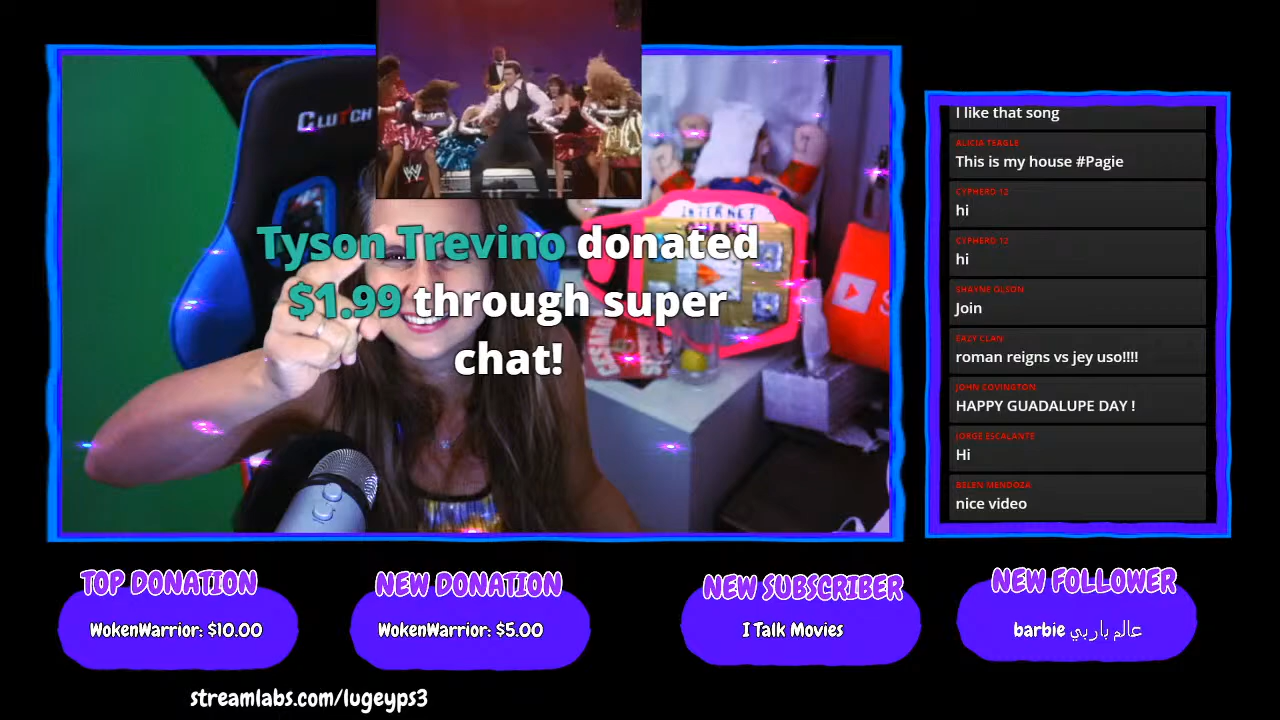 CLUTCH
INTERNET
Tyson Trevino donated
$1.99 through super
chat!
I like that song
ALICIA TEAGLE
This is my house #Pagie
CYPHERD 12
hi
CYPHERD 12
hi
SHAYNE OLSON
Join
EAZY CLAN
roman reigns vs jey uso!!!!
JOHN COVINGTON
HAPPY GUADALUPE DAY !
JORGE ESCALANTE
Hi
BELEN MENDOZA
nice video
TOP DONATION
WokenWarrior: $10.00
NEW DONATION
WokenWarrior: $5.00
NEW SUBSCRIBER
I Talk Movies
NEW FOLLOWER
barbie عالم باربي
streamlabs.com/lugeyps3